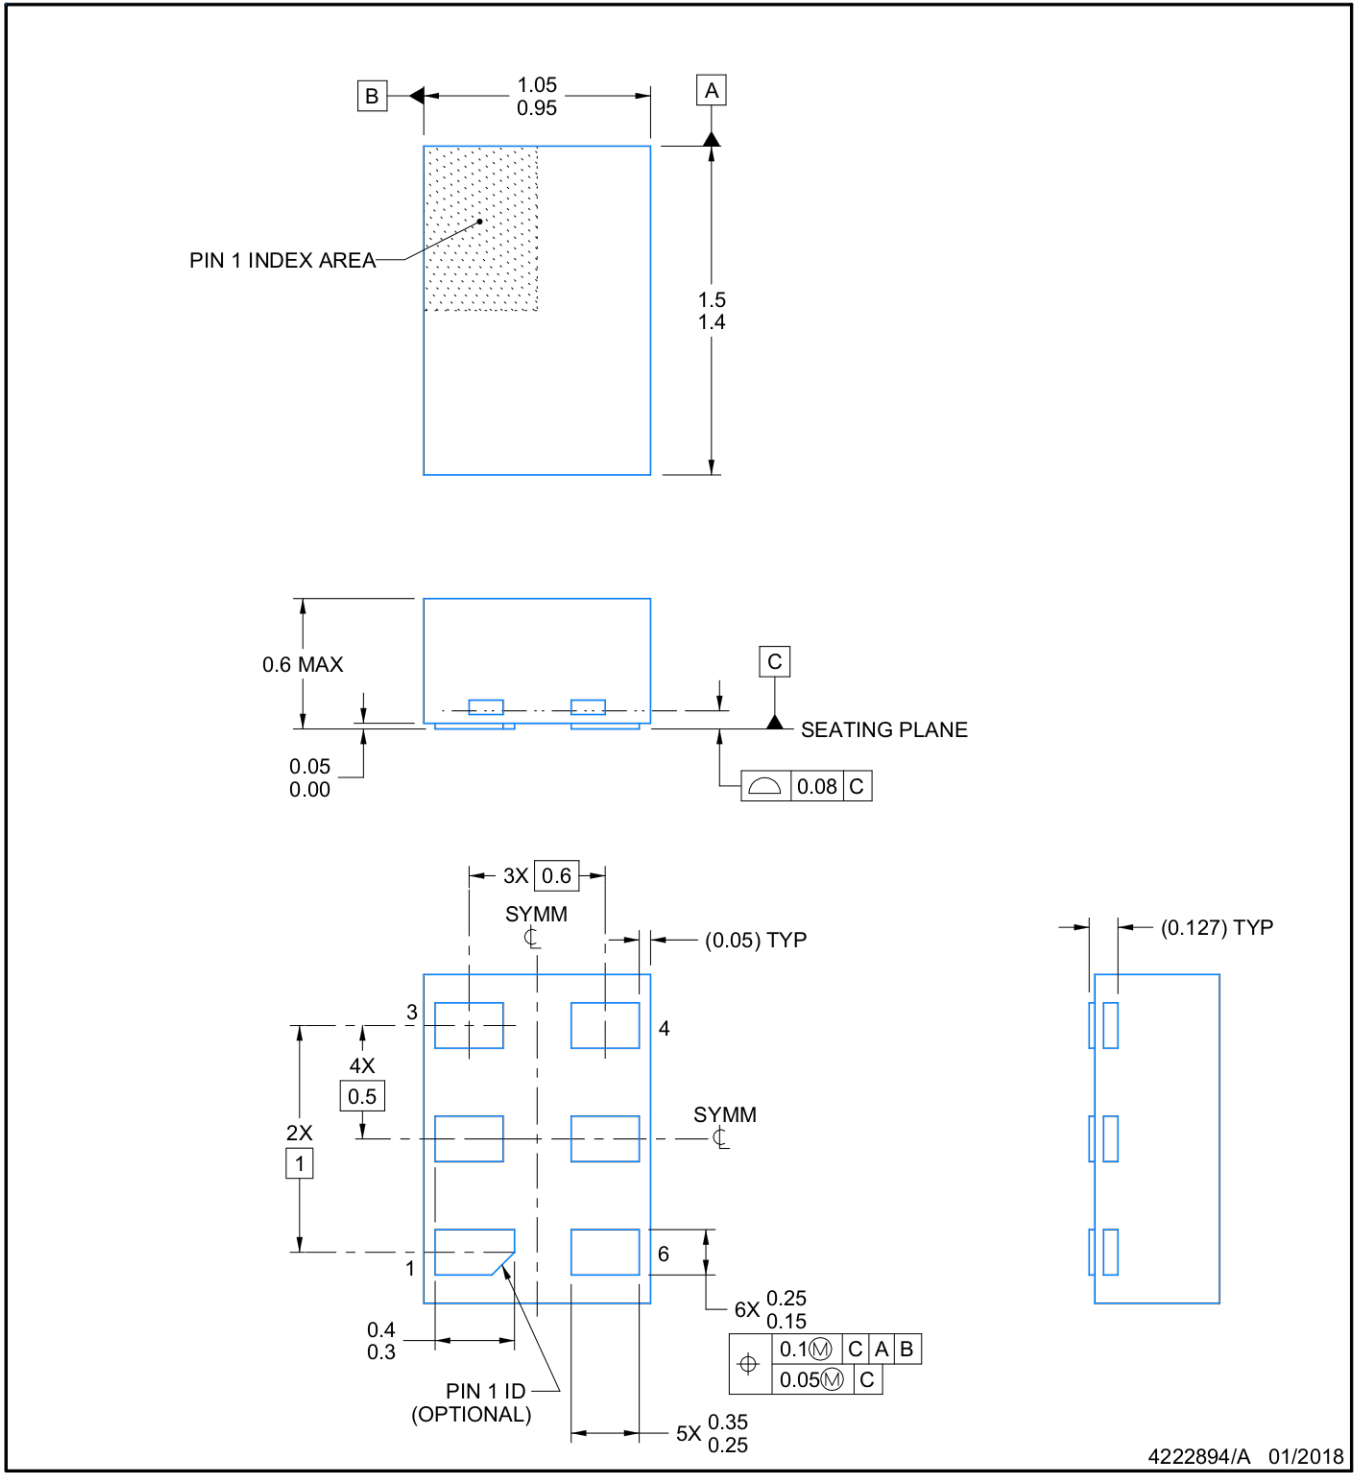 B
1.05
0.95
A
PIN 1 INDEX AREA
1.5
1.4
0.6 MAX
C
SEATING PLANE
0.05
0.00
0.08 C
3X 0.6
SYMM
(0.05) TYP
(0.127) TYP
3
4
4X
0.5
SYMM
2X
1
1
6
6X 0.25
0.15
0.4
0.3
0.1Ⓜ C A B
0.05Ⓜ C
PIN 1 ID
(OPTIONAL)
5X 0.35
0.25
4222894/A 01/2018